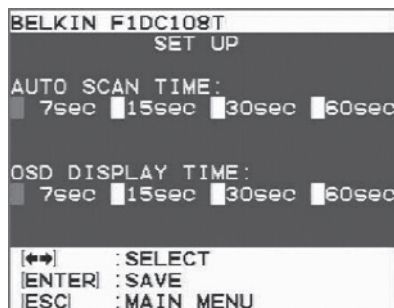 BELKIN F1DC108T
SET UP
AUTO SCAN TIME:
7sec 15sec 30sec 60sec
OSD DISPLAY TIME:
7sec 15sec 30sec 60sec
[↔] :SELECT
[ENTER] :SAVE
[ESC] :MAIN MENU